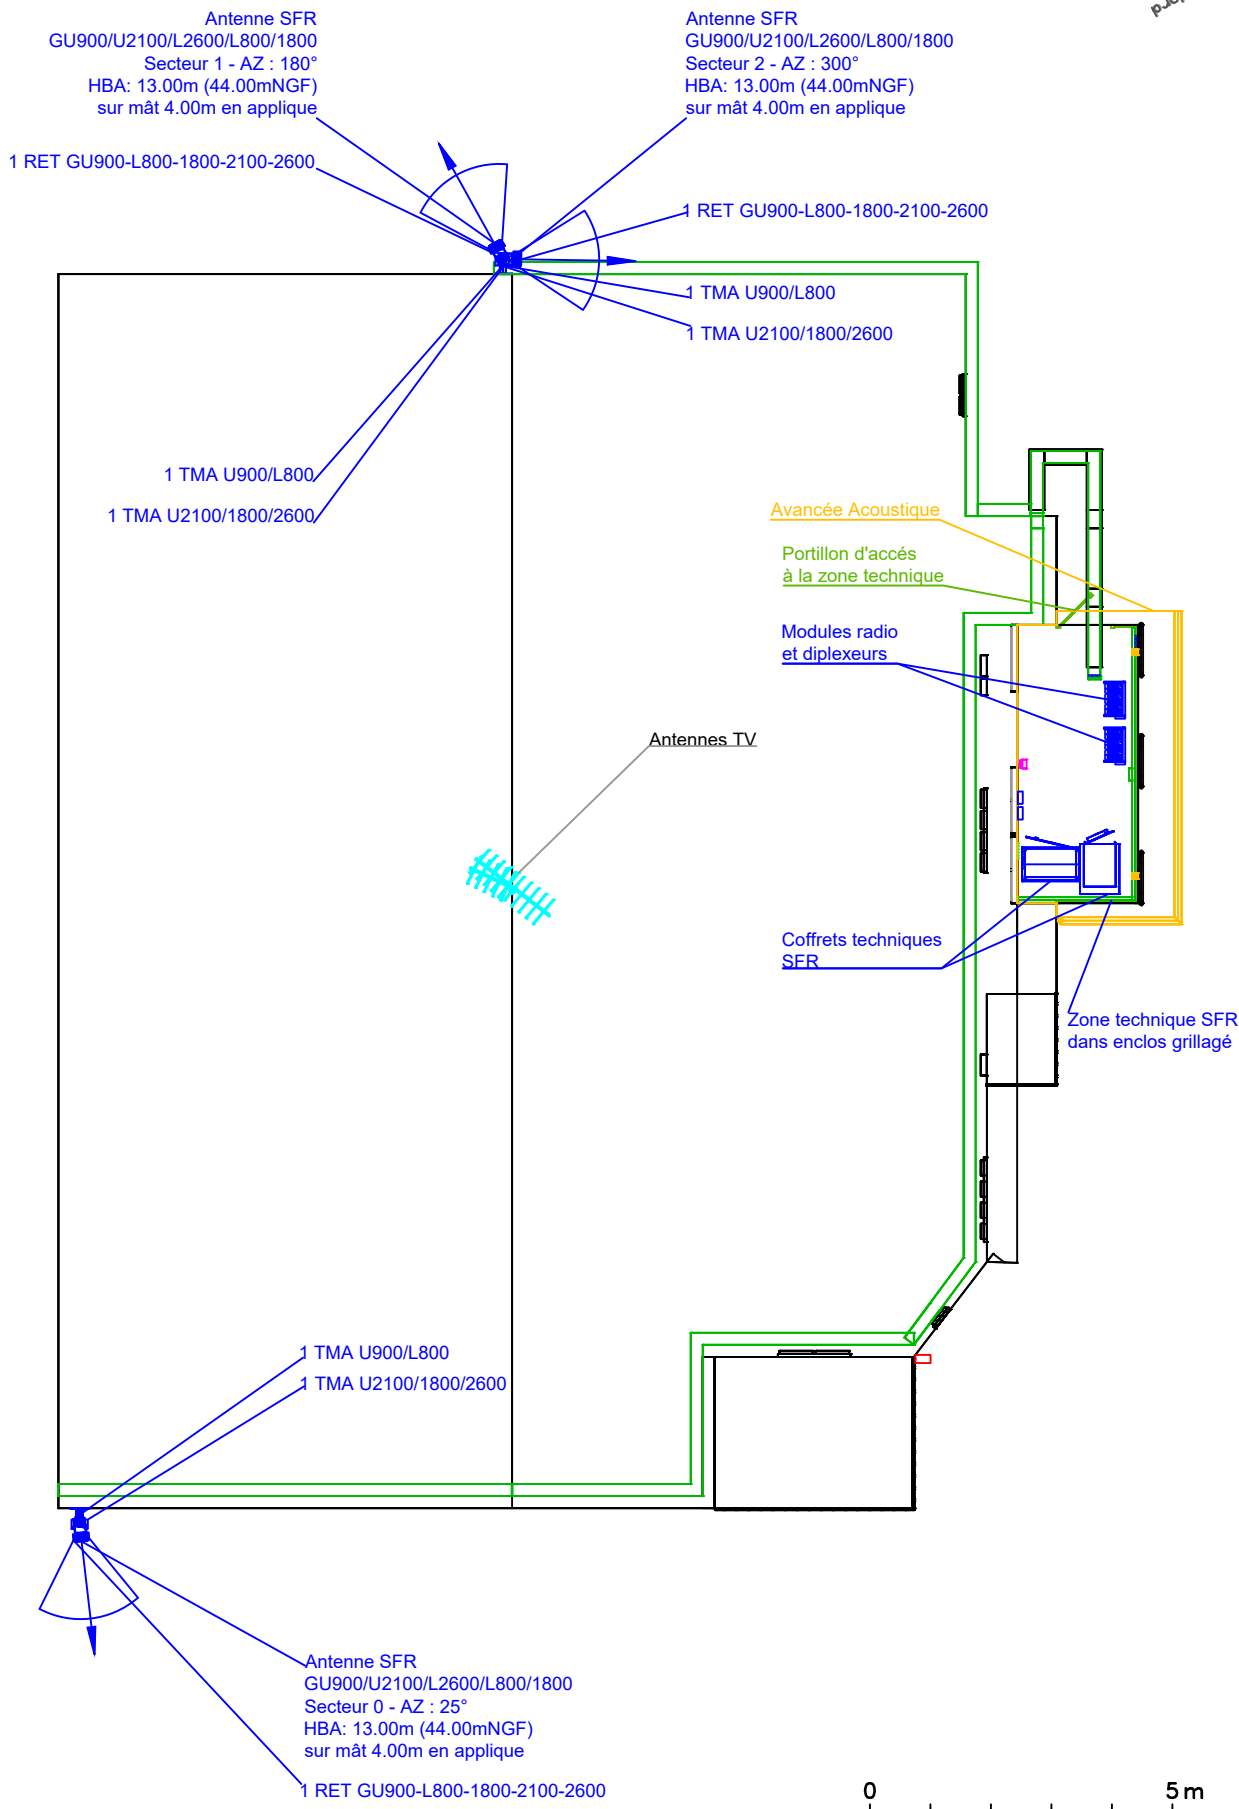 Antenne SFR
GU900/U2100/L2600/L800/1800
Secteur 1 - AZ : 180°
HBA: 13.00m (44.00mNGF)
sur mât 4.00m en applique
Antenne SFR
GU900/U2100/L2600/L800/1800
Secteur 2 - AZ : 300°
HBA: 13.00m (44.00mNGF)
sur mât 4.00m en applique
1 RET GU900-L800-1800-2100-2600
1 RET GU900-L800-1800-2100-2600
1 TMA U900/L800
1 TMA U2100/1800/2600
1 TMA U900/L800
1 TMA U2100/1800/2600
Avancée Acoustique
Portillon d'accés
à la zone technique
Modules radio
et diplexeurs
Antennes TV
Coffrets techniques
SFR
Zone technique SFR
dans enclos grillagé
1 TMA U900/L800
1 TMA U2100/1800/2600
Antenne SFR
GU900/U2100/L2600/L800/1800
Secteur 0 - AZ : 25°
HBA: 13.00m (44.00mNGF)
sur mât 4.00m en applique
1 RET GU900-L800-1800-2100-2600
0 5 m